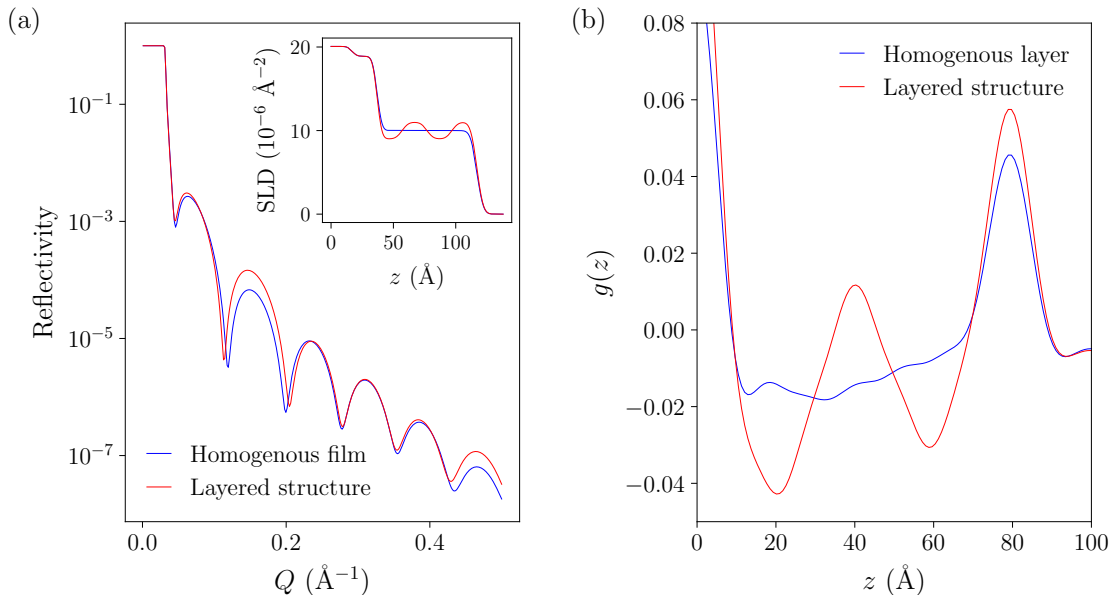 (a)
Reflectivity
10⁻¹
10⁻³
10⁻⁵
10⁻⁷
0.0
0.2
0.4
Q (Å⁻¹)
Homogenous film
Layered structure
SLD (10⁻⁶ Å⁻²)
20
10
0
0
50
100
z (Å)
(b)
g(z)
0.08
0.06
0.04
0.02
0.00
−0.02
−0.04
0
20
40
60
80
100
z (Å)
Homogenous layer
Layered structure